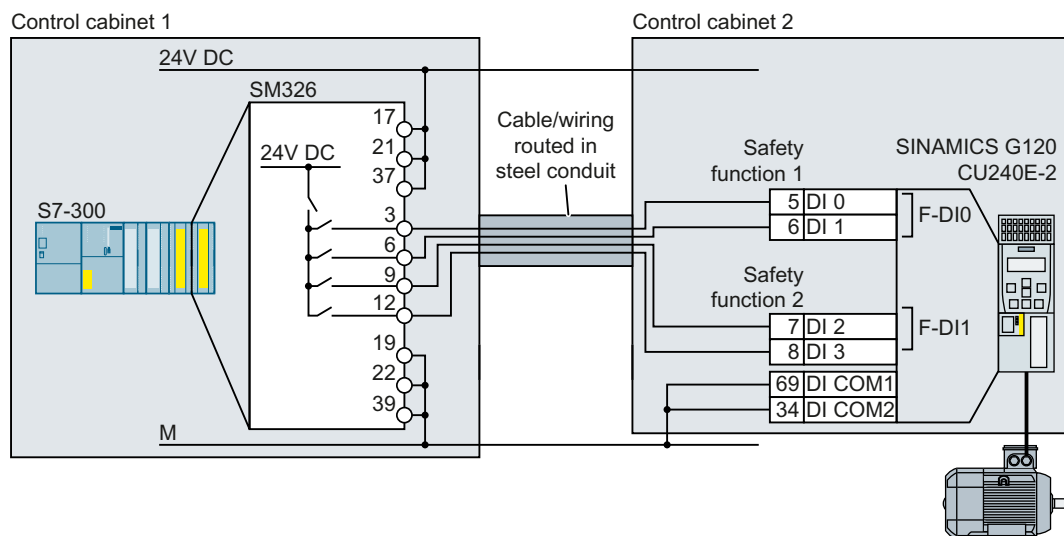 Control cabinet 1
Control cabinet 2
24V DC
SM326
17
21
37
24V DC
S7-300
3
6
9
12
19
22
39
M
Cable/wiring
routed in
steel conduit
Safety
function 1
5 DI 0
6 DI 1
F-DI0
Safety
function 2
7 DI 2
8 DI 3
F-DI1
69 DI COM1
34 DI COM2
SINAMICS G120
CU240E-2